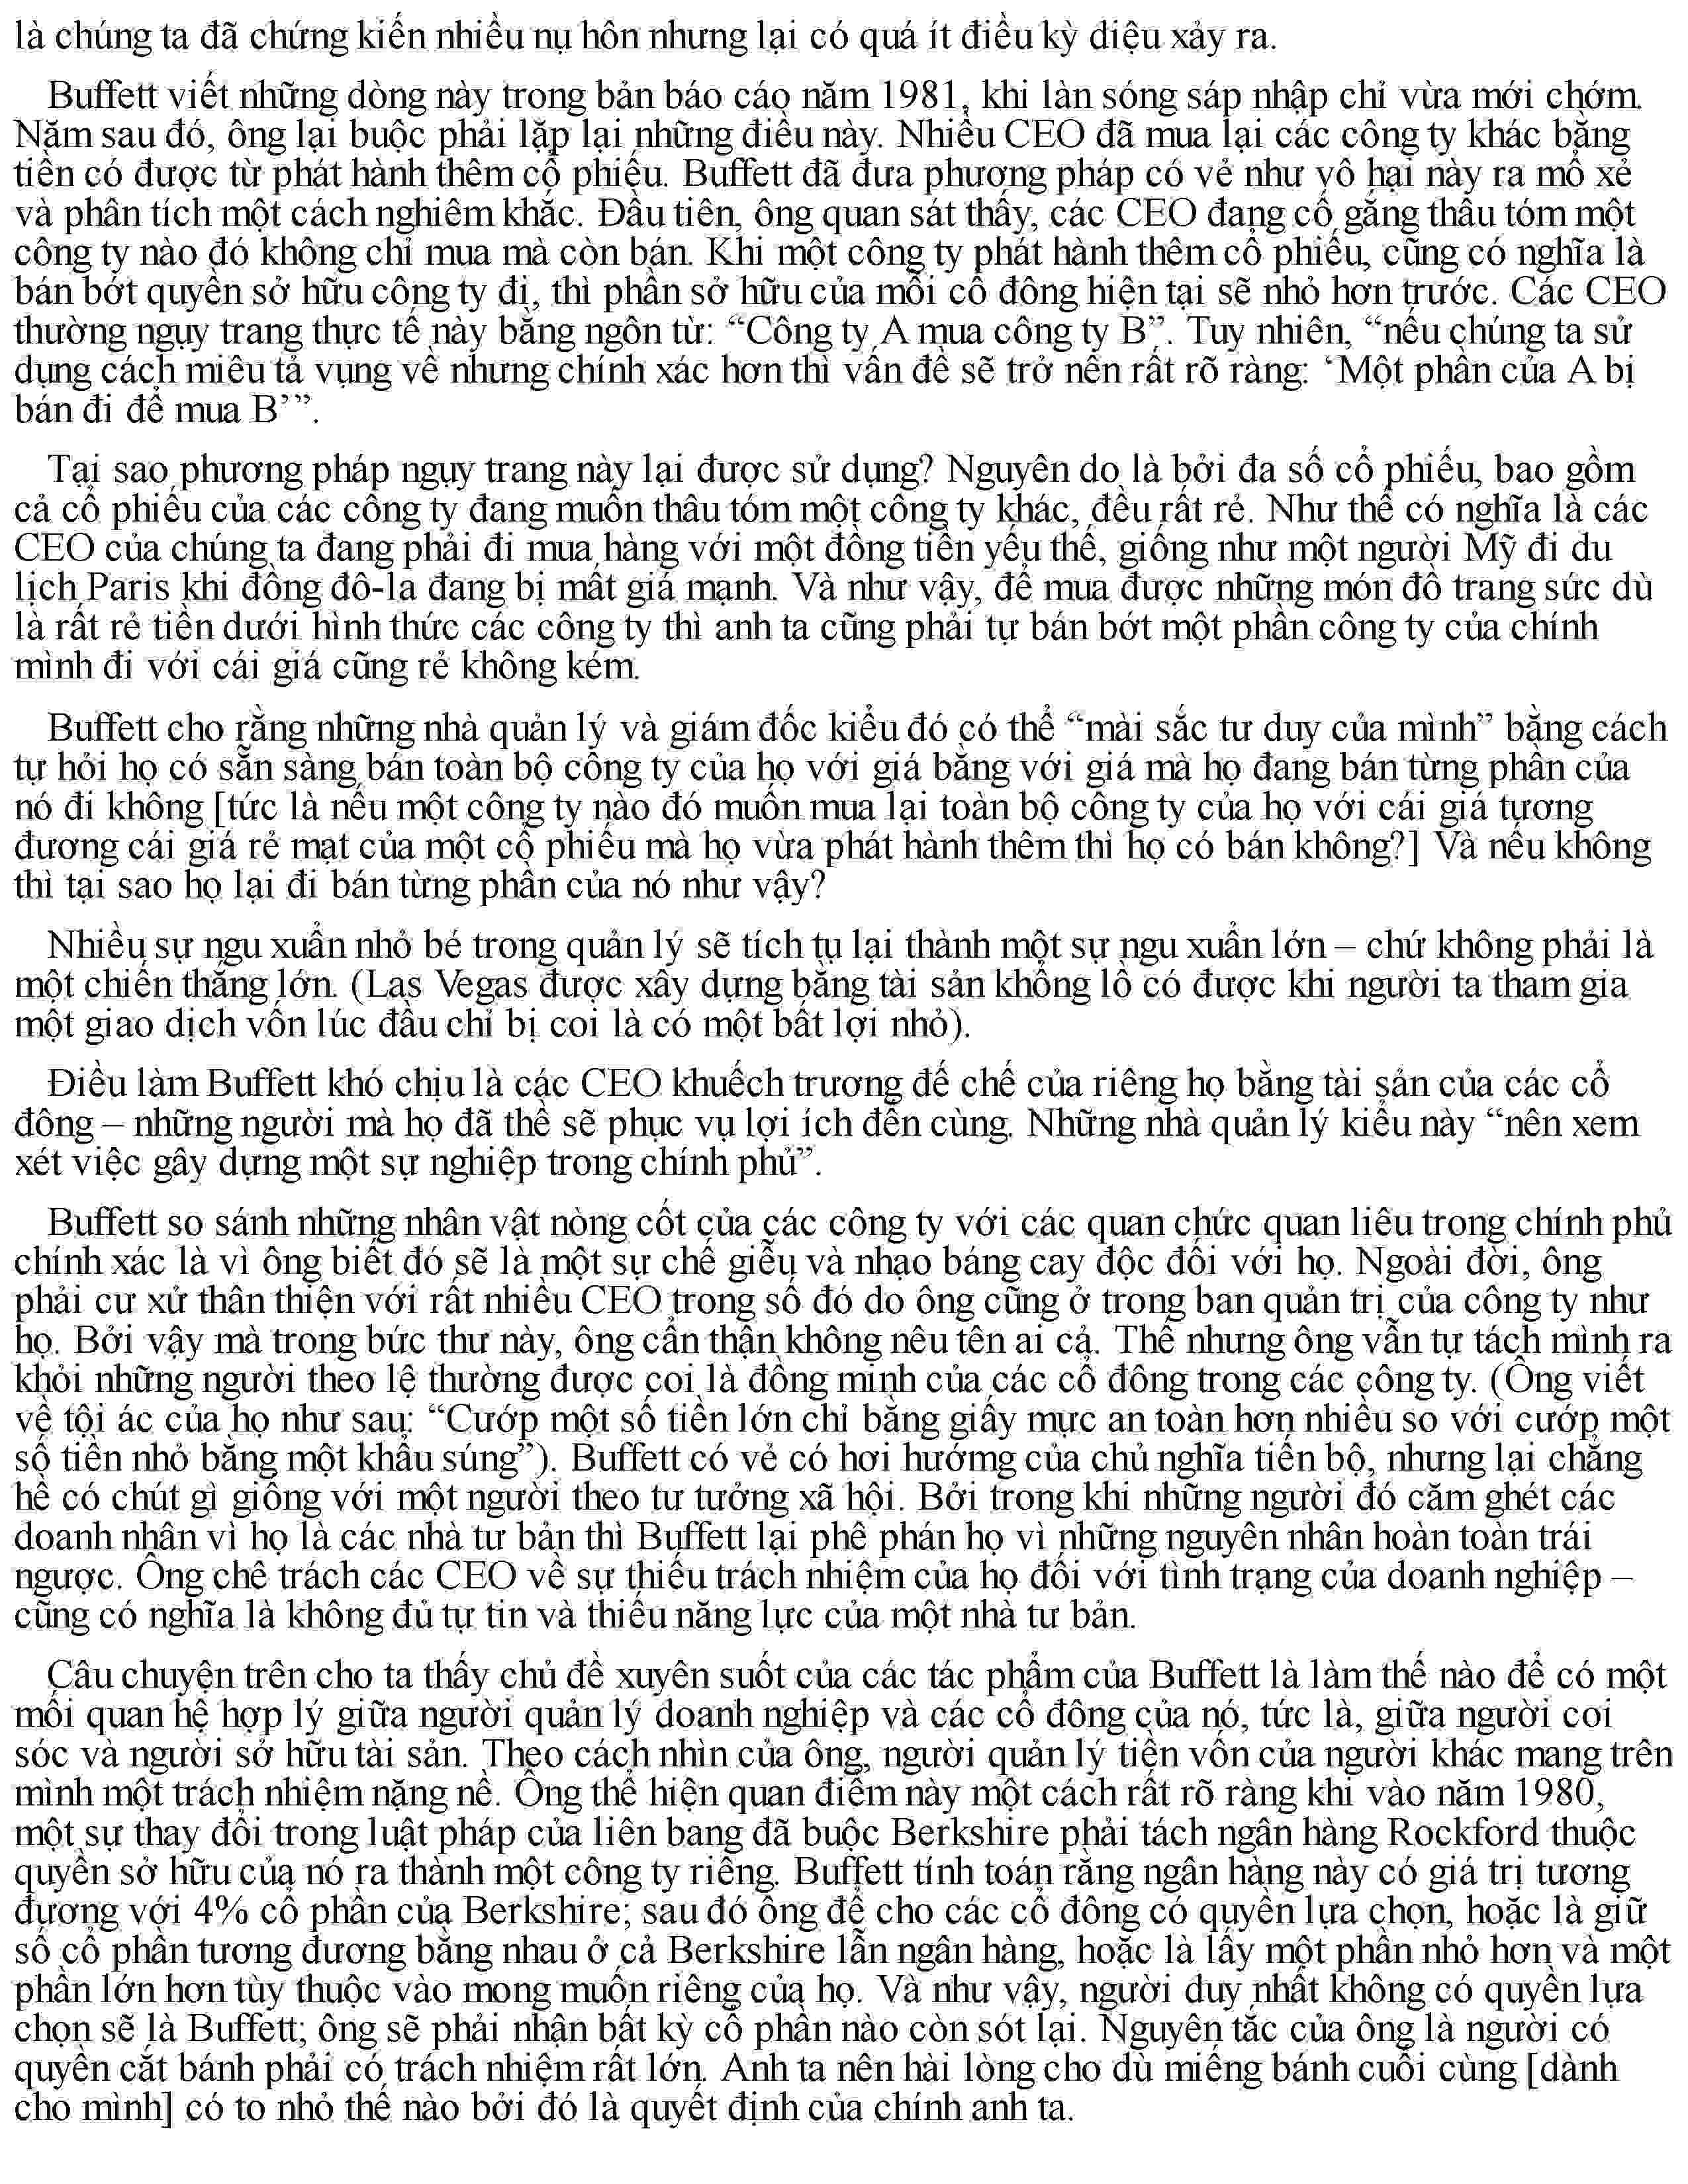 là chúng ta đã chứng kiến nhiều nụ hôn nhưng lại có quá ít điều kỳ diệu xảy ra.
Buffett viết những dòng này trong bản báo cáo năm 1981, khi làn sóng sáp nhập chỉ vừa mới chớm.
Nặm sau đó, ông lại buộc phải lặp lại những điều này. Nhiều CEO đã mua lại các công ty khác bằng
tiền có được từ phát hành thêm cổ phiếu. Buffett đã đưa phương pháp có vẻ như vô hại này ra mổ xẻ
và phân tích một cách nghiêm khắc. Đầu tiên, ông quan sát thấy, các CEO đang cố gắng thâu tóm một
công ty nào đó không chỉ mua mà còn bán. Khi một công ty phát hành thêm cổ phiếu, cũng có nghĩa là
bán bớt quyền sở hữu công ty đi, thì phần sở hữu của mỗi cổ đông hiện tại sẽ nhỏ hơn trước. Các CEO
thường ngụy trang thực tế này bằng ngôn từ: “Công ty A mua công ty B”. Tuy nhiên, “nếu chúng ta sử
dụng cách miêu tả vụng về nhưng chính xác hơn thì vấn đề sẽ trở nên rất rõ ràng: ‘Một phần của A bị
bán đi để mua B’”.
Tại sao phương pháp ngụy trang này lại được sử dụng? Nguyên do là bởi đa số cổ phiếu, bao gồm
cả cổ phiếu của các công ty đang muốn thâu tóm một công ty khác, đều rất rẻ. Như thế có nghĩa là các
CEO của chúng ta đang phải đi mua hàng với một đồng tiền yếu thế, giống như một người Mỹ đi du
lịch Paris khi đồng đô-la đang bị mất giá mạnh. Và như vậy, để mua được những món đồ trang sức dù
là rất rẻ tiền dưới hình thức các công ty thì anh ta cũng phải tự bán bớt một phần công ty của chính
mình đi với cái giá cũng rẻ không kém.
Buffett cho rằng những nhà quản lý và giám đốc kiểu đó có thể “mài sắc tư duy của mình” bằng cách
tự hỏi họ có sẵn sàng bán toàn bộ công ty của họ với giá bằng với giá mà họ đang bán từng phần của
nó đi không [tức là nếu một công ty nào đó muốn mua lại toàn bộ công ty của họ với cái giá tương
đương cái giá rẻ mạt của một cổ phiếu mà họ vừa phát hành thêm thì họ có bán không?] Và nếu không
thì tại sao họ lại đi bán từng phần của nó như vậy?
Nhiều sự ngu xuẩn nhỏ bé trong quản lý sẽ tích tụ lại thành một sự ngu xuẩn lớn – chứ không phải là
một chiến thắng lớn. (Las Vegas được xây dựng bằng tài sản khổng lồ có được khi người ta tham gia
một giao dịch vốn lúc đầu chỉ bị coi là có một bất lợi nhỏ).
Điều làm Buffett khó chịu là các CEO khuếch trương đế chế của riêng họ bằng tài sản của các cổ
đông – những người mà họ đã thề sẽ phục vụ lợi ích đến cùng. Những nhà quản lý kiểu này “nên xem
xét việc gây dựng một sự nghiệp trong chính phủ”.
Buffett so sánh những nhân vật nòng cốt của các công ty với các quan chức quan liêu trong chính phủ
chính xác là vì ông biết đó sẽ là một sự chế giễu và nhạo báng cay độc đối với họ. Ngoài đời, ông
phải cư xử thân thiện với rất nhiều CEO trong số đó do ông cũng ở trong ban quản trị của công ty như
họ. Bởi vậy mà trong bức thư này, ông cẩn thận không nêu tên ai cả. Thế nhưng ông vẫn tự tách mình ra
khỏi những người theo lệ thường được coi là đồng minh của các cổ đông trong các công ty. (Ông viết
về tội ác của họ như sau: “Cướp một số tiền lớn chỉ bằng giấy mực an toàn hơn nhiều so với cướp một
số tiền nhỏ bằng một khẩu súng”). Buffett có vẻ có hơi hướmg của chủ nghĩa tiến bộ, nhưng lại chẳng
hề có chút gì giống với một người theo tư tưởng xã hội. Bởi trong khi những người đó căm ghét các
doanh nhân vì họ là các nhà tư bản thì Buffett lại phê phán họ vì những nguyên nhân hoàn toàn trái
ngược. Ông chê trách các CEO về sự thiếu trách nhiệm của họ đối với tình trạng của doanh nghiệp –
cũng có nghĩa là không đủ tự tin và thiếu năng lực của một nhà tư bản.
Câu chuyện trên cho ta thấy chủ đề xuyên suốt của các tác phẩm của Buffett là làm thế nào để có một
mối quan hệ hợp lý giữa người quản lý doanh nghiệp và các cổ đông của nó, tức là, giữa người coi
sóc và người sở hữu tài sản. Theo cách nhìn của ông, người quản lý tiền vốn của người khác mang trên
mình một trách nhiệm nặng nề. Ông thể hiện quan điểm này một cách rất rõ ràng khi vào năm 1980,
một sự thay đổi trong luật pháp của liên bang đã buộc Berkshire phải tách ngân hàng Rockford thuộc
quyền sở hữu của nó ra thành một công ty riêng. Buffett tính toán rằng ngân hàng này có giá trị tương
đương với 4% cổ phần của Berkshire; sau đó ông để cho các cổ đông có quyền lựa chọn, hoặc là giữ
số cổ phần tương đương bằng nhau ở cả Berkshire lẫn ngân hàng, hoặc là lấy một phần nhỏ hơn và một
phần lớn hơn tùy thuộc vào mong muốn riêng của họ. Và như vậy, người duy nhất không có quyền lựa
chọn sẽ là Buffett; ông sẽ phải nhận bất kỳ cổ phần nào còn sót lại. Nguyên tắc của ông là người có
quyền cắt bánh phải có trách nhiệm rất lớn. Anh ta nên hài lòng cho dù miếng bánh cuối cùng [dành
cho mình] có to nhỏ thế nào bởi đó là quyết định của chính anh ta.